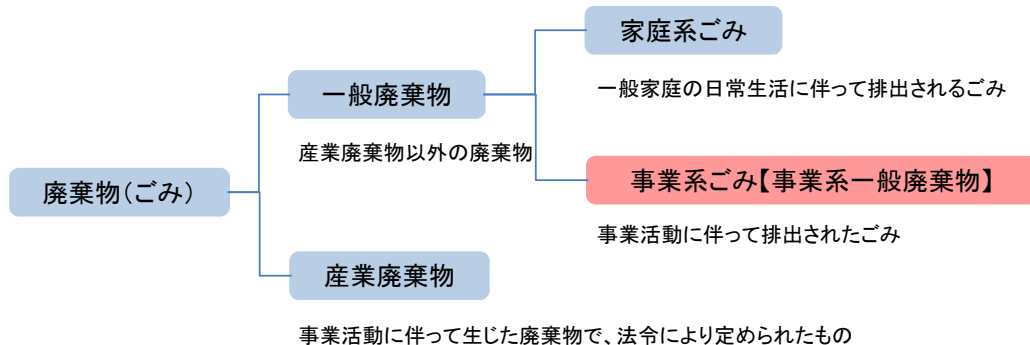 家庭系ごみ
一般家庭の日常生活に伴って排出されるごみ
一般廃棄物
産業廃棄物以外の廃棄物
事業系ごみ【事業系一般廃棄物】
事業活動に伴って排出されたごみ
廃棄物(ごみ)
産業廃棄物
事業活動に伴って生じた廃棄物で、法令により定められたもの